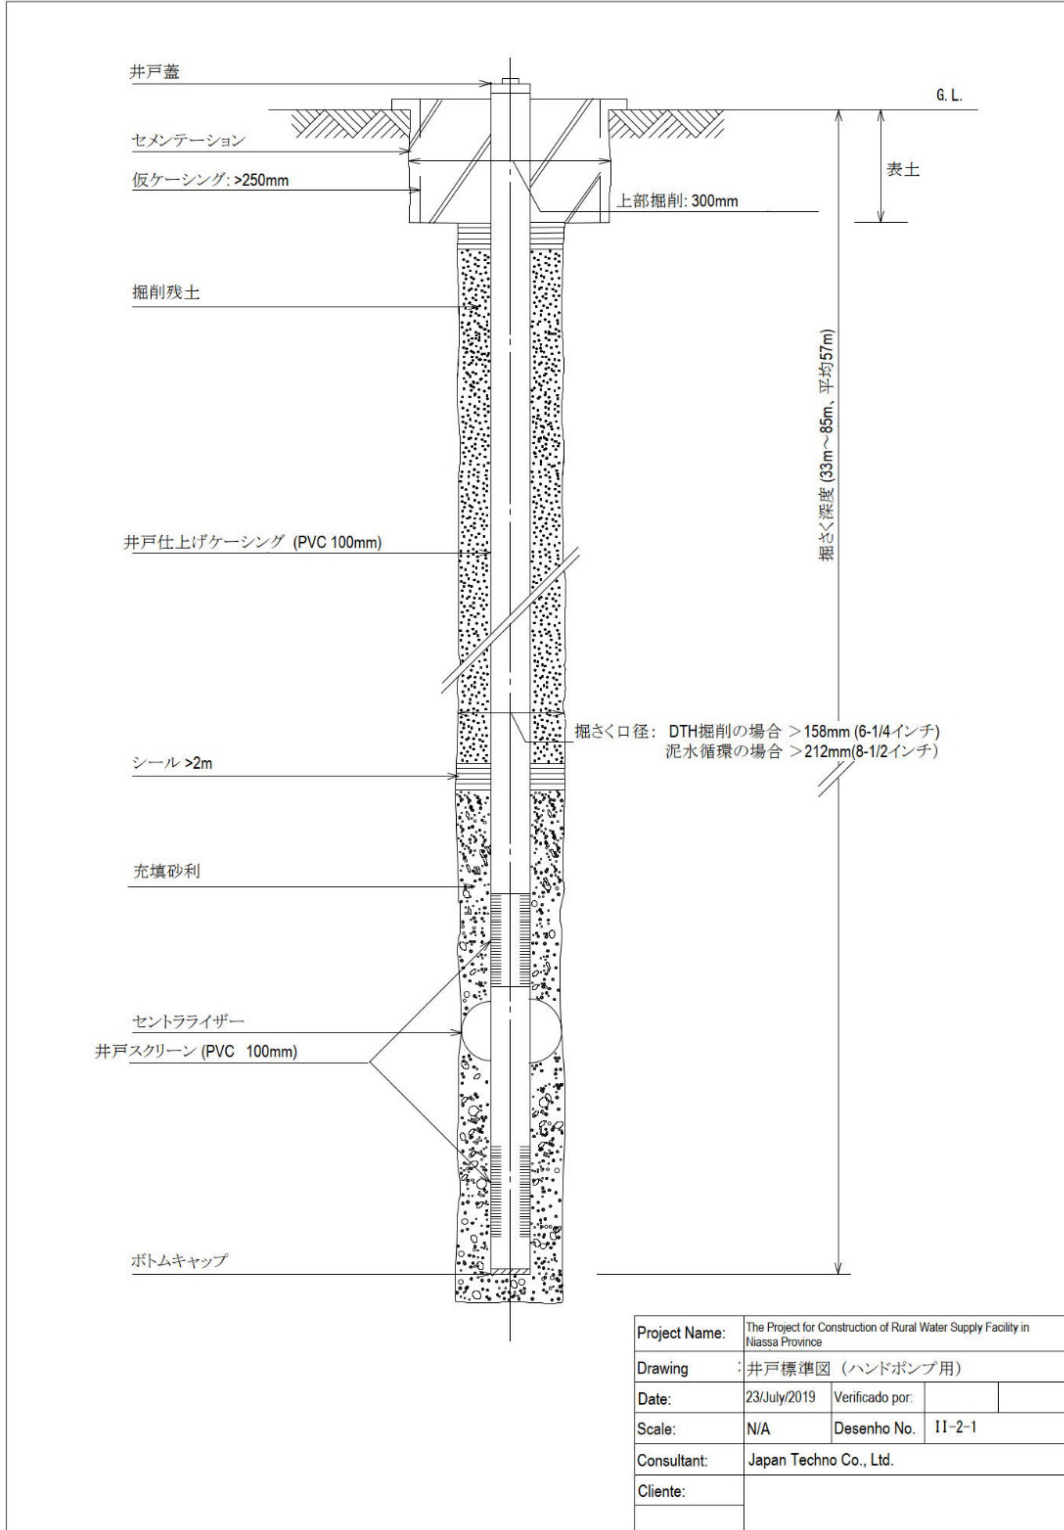 井戸蓋
G.L.
セメンテーション
表土
仮ケーシング: >250mm
上部掘削: 300mm
掘削残土
掘さく深度 (33m～85m、平均57m)
井戸仕上げケーシング (PVC 100mm)
掘さく口径: DTH掘削の場合 >158mm (6-1/4インチ)
泥水循環の場合 >212mm(8-1/2インチ)
シール >2m
充填砂利
セントラライザー
井戸スクリーン (PVC 100mm)
ボトムキャップ
Project Name: The Project for Construction of Rural Water Supply Facility in
Niassa Province
Drawing : 井戸標準図 (ハンドポンプ用)
Date: 23/July/2019 Verificado por:
Scale: N/A Desenho No. II-2-1
Consultant: Japan Techno Co., Ltd.
Cliente: